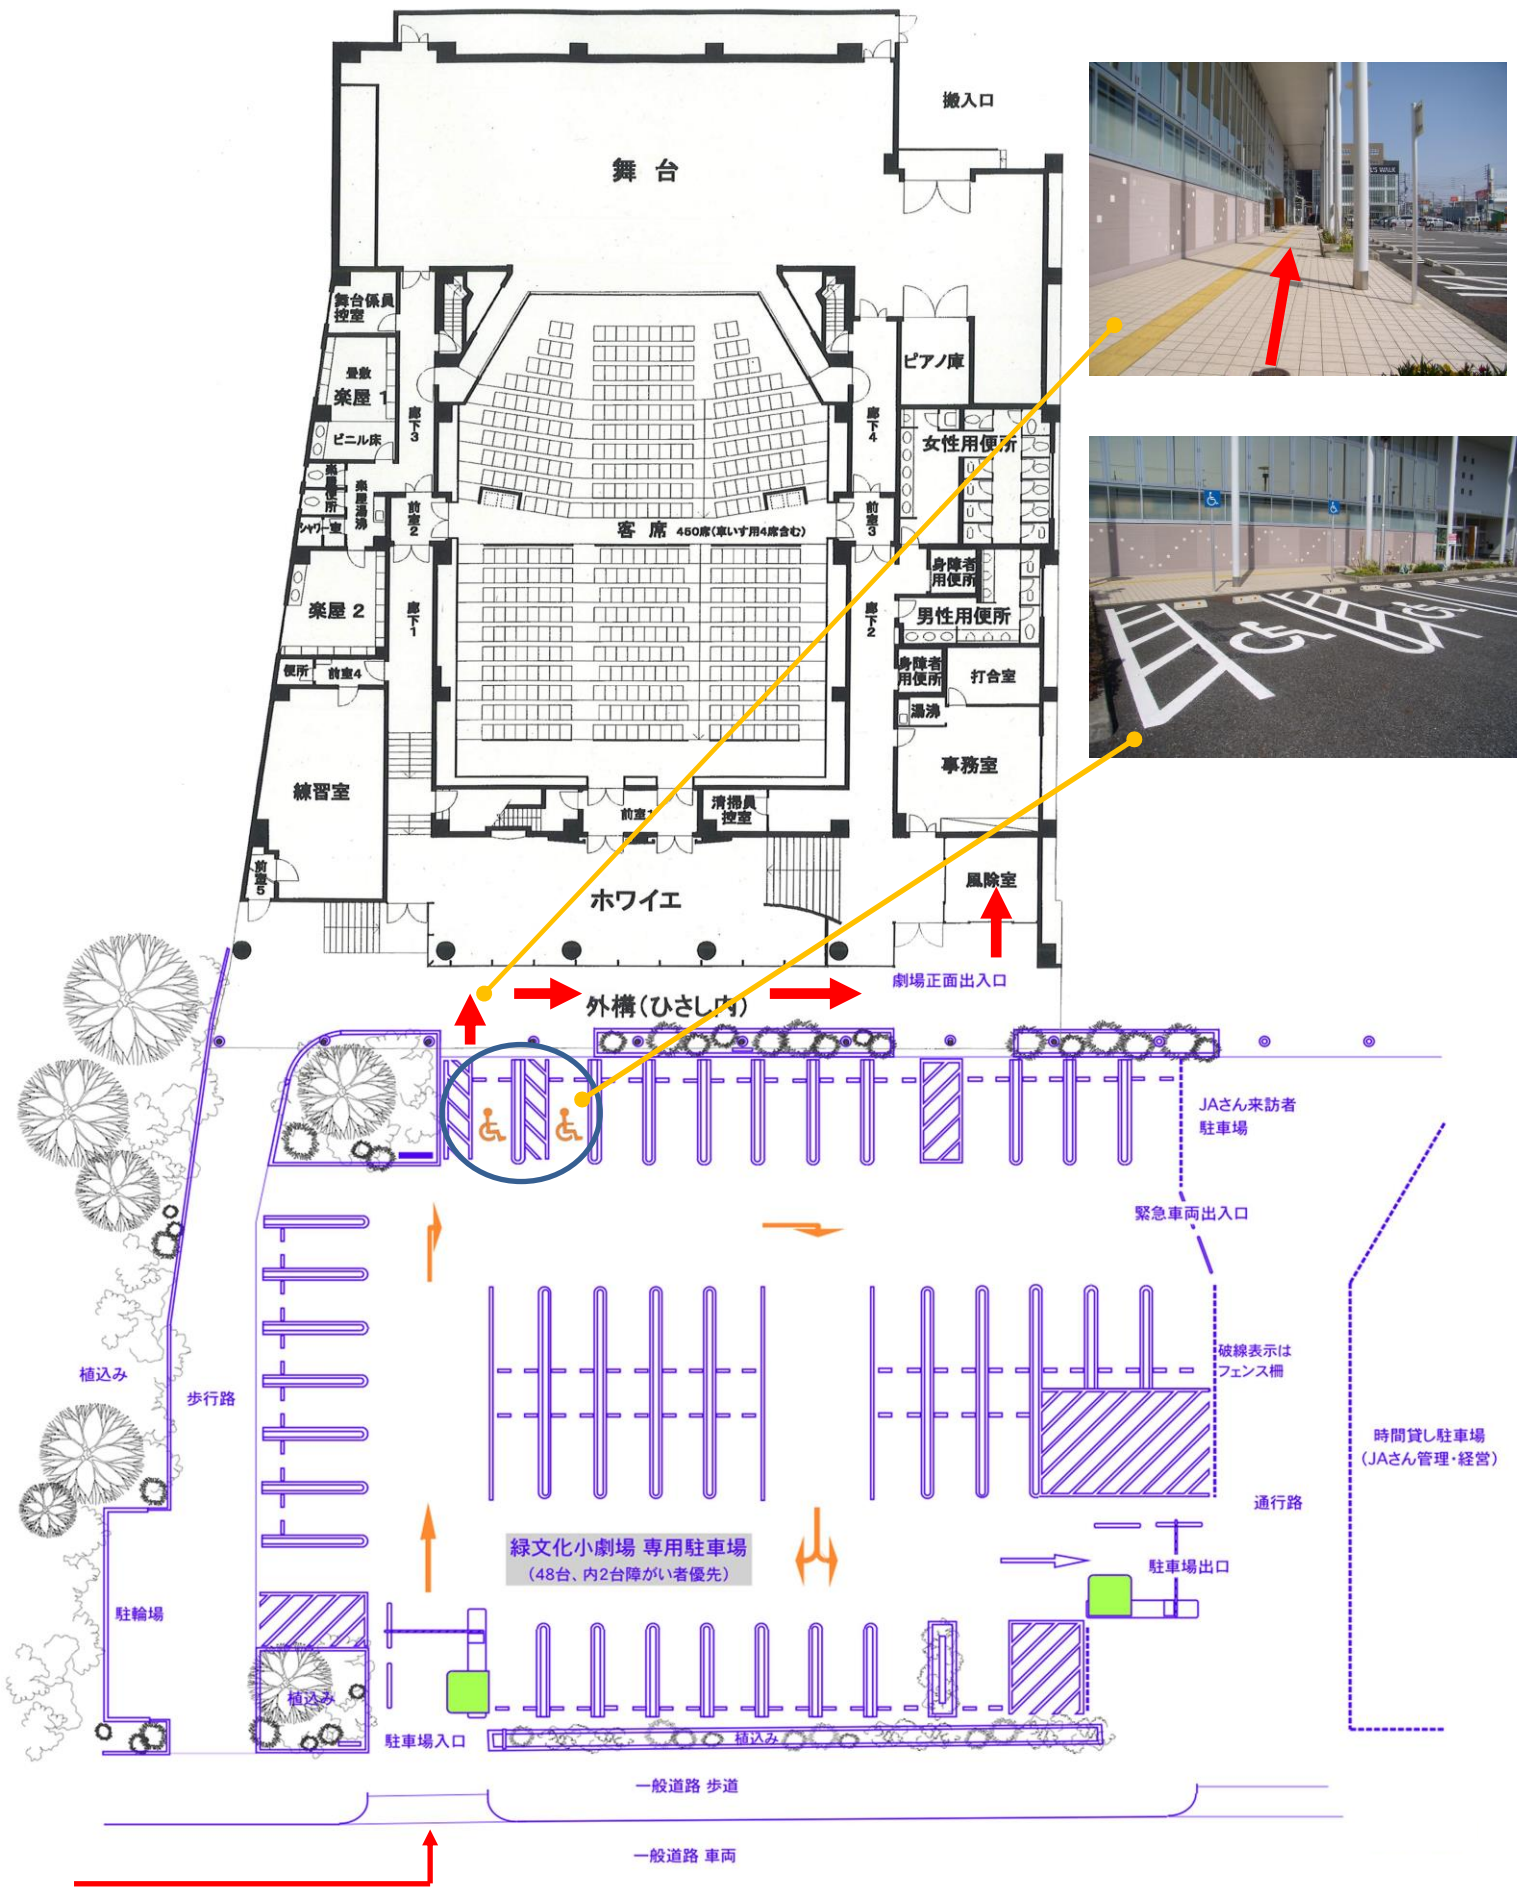 搬入口
舞 台
舞台係員
控室
畳敷
楽屋 1
ビニル床
廊下3
廊下4
ピアノ庫
女性用便所
楽屋便所
楽屋湯沸
シャワー室
前室2
客 席 450席(車いす用4席含む)
前室3
身障者
用便所
楽屋 2
廊下1
廊下2
男性用便所
便所
前室4
身障者
用便所
打合室
湯沸
練習室
事務室
前室1
清掃員
控室
前室5
ホワイエ
風除室
劇場正面出入口
外構(ひさし内)
JAさん来訪者
駐車場
緊急車両出入口
破線表示は
フェンス柵
植込み
歩行路
時間貸し駐車場
(JAさん管理・経営)
通行路
緑文化小劇場 専用駐車場
(48台、内2台障がい者優先)
駐車場出口
駐輪場
植込み
駐車場入口
植込み
一般道路 歩道
一般道路 車両